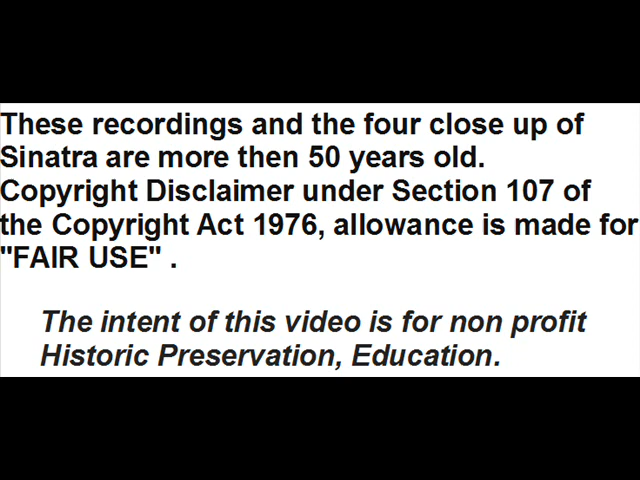 These recordings and the four close up of
Sinatra are more then 50 years old.
Copyright Disclaimer under Section 107 of
the Copyright Act 1976, allowance is made for
"FAIR USE" .
The intent of this video is for non profit
Historic Preservation, Education.